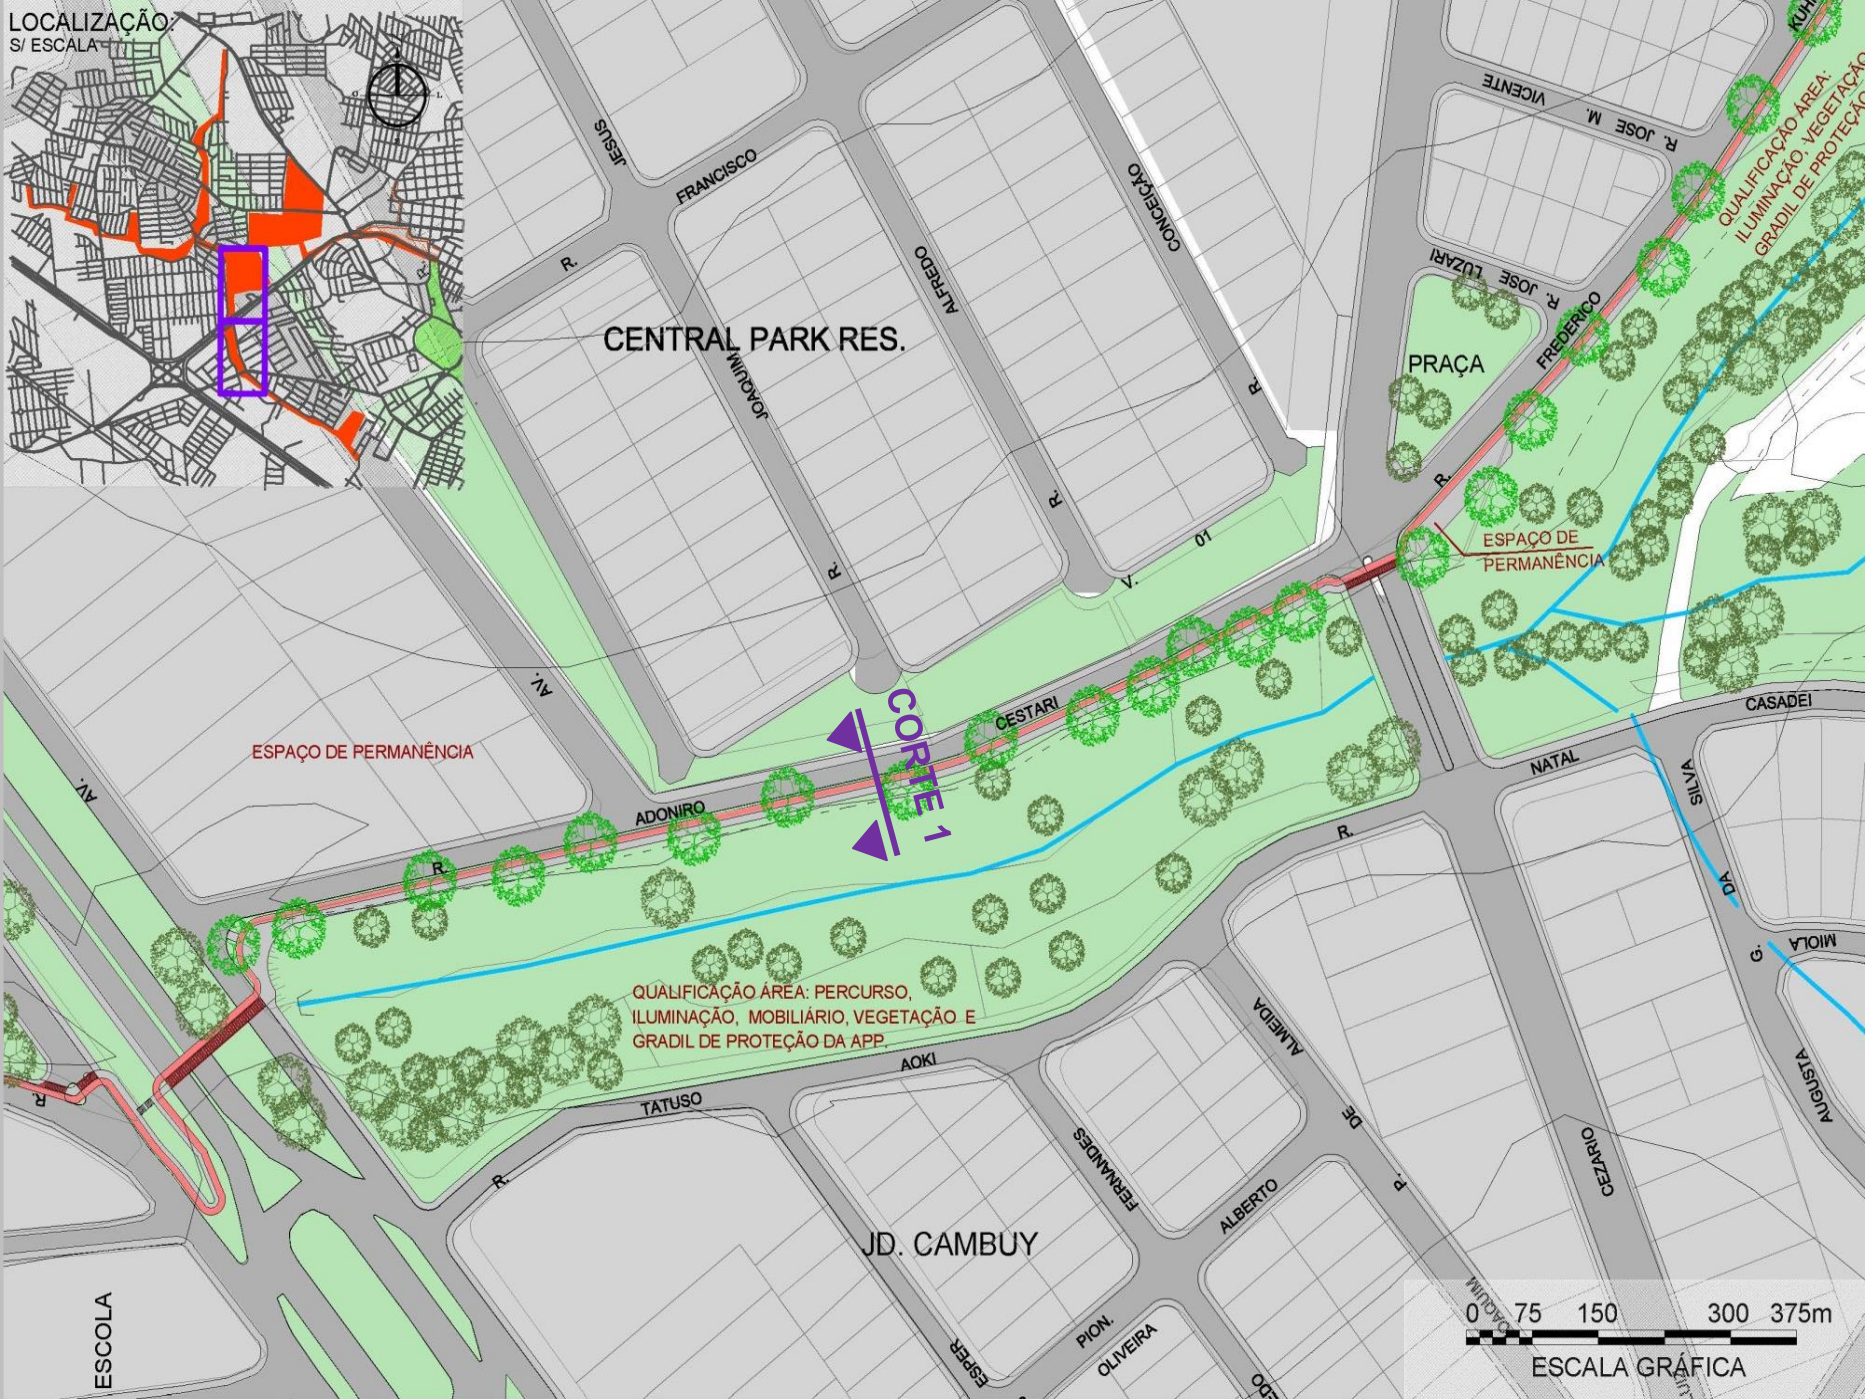 LOCALIZAÇÃO:
S/ ESCALA
KUHN
R. JOSE M. VICENTE
QUALIFICAÇÃO ÁREA:
ILUMINAÇÃO, VEGETAÇÃO
GRADIL DE PROTEÇÃO
R. FRANCISCO JESUS
R. JOAQUIM
R. ALFREDO
R. CONCEIÇÃO
R. JOSE LUZARI
CENTRAL PARK RES.
PRAÇA
R. FREDERICO
ESPAÇO DE
PERMANÊNCIA
V. 01
AV.
AV.
ESPAÇO DE PERMANÊNCIA
CORTE 1
R. ADONIRO CESTARI
R. NATAL CASADEI
R. TATUSO AOKI
QUALIFICAÇÃO ÁREA: PERCURSO,
ILUMINAÇÃO, MOBILIÁRIO, VEGETAÇÃO E
GRADIL DE PROTEÇÃO DA APP.
AUGUSTA G. DA SILVA
MIOLA
R.
JOAQUIM P. DE ALMEIDA
CEZARIO
ALBERTO FERNANDES
JD. CAMBUY
ESPER
PION.
OLIVEIRA
ESCOLA
0 75 150 300 375m
ESCALA GRÁFICA